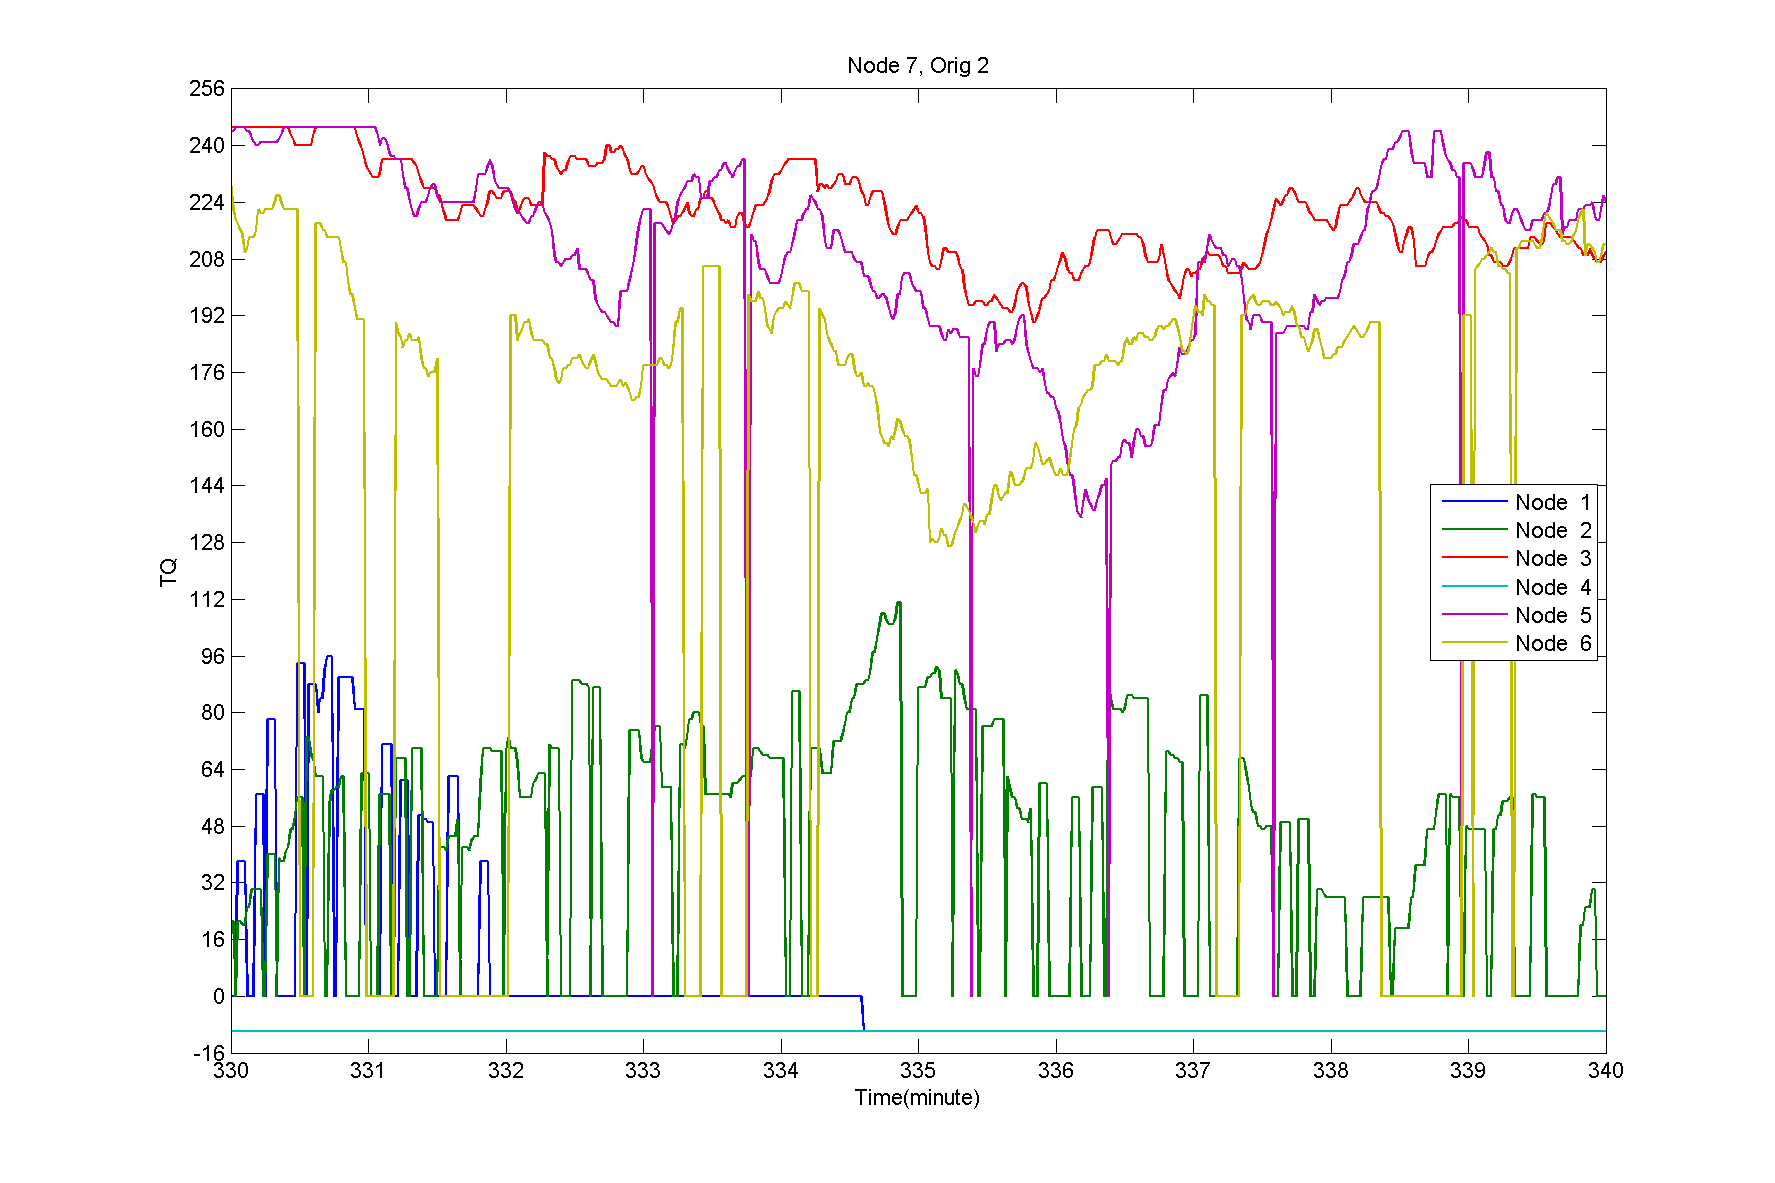 Node 7, Orig 2
256
240
224
208
192
176
160
144
128
112
96
80
64
48
32
16
0
-16
TQ
Node 1
Node 2
Node 3
Node 4
Node 5
Node 6
330 331 332 333 334 335 336 337 338 339 340
Time(minute)